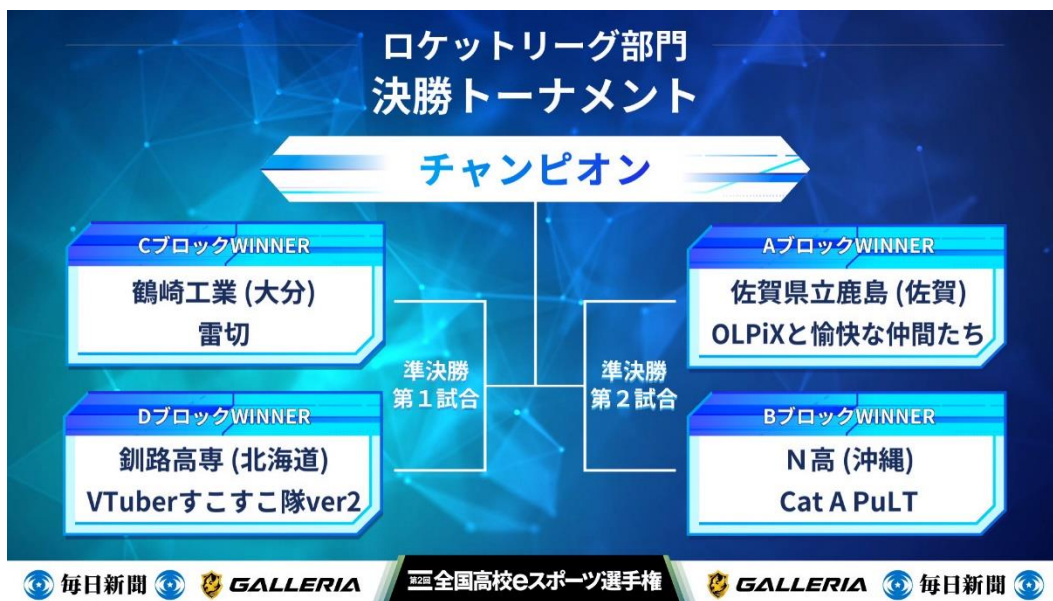 ロケットリーグ部門
決勝トーナメント
チャンピオン
CブロックWINNER
鶴崎工業 (大分)
雷切
DブロックWINNER
釧路高専 (北海道)
VTuberすこすこ隊ver2
準決勝
第1試合
準決勝
第2試合
AブロックWINNER
佐賀県立鹿島 (佐賀)
OLPiXと愉快な仲間たち
BブロックWINNER
N高 (沖縄)
Cat A PuLT
毎日新聞 GALLERIA 第2回 全国高校eスポーツ選手権 GALLERIA 毎日新聞